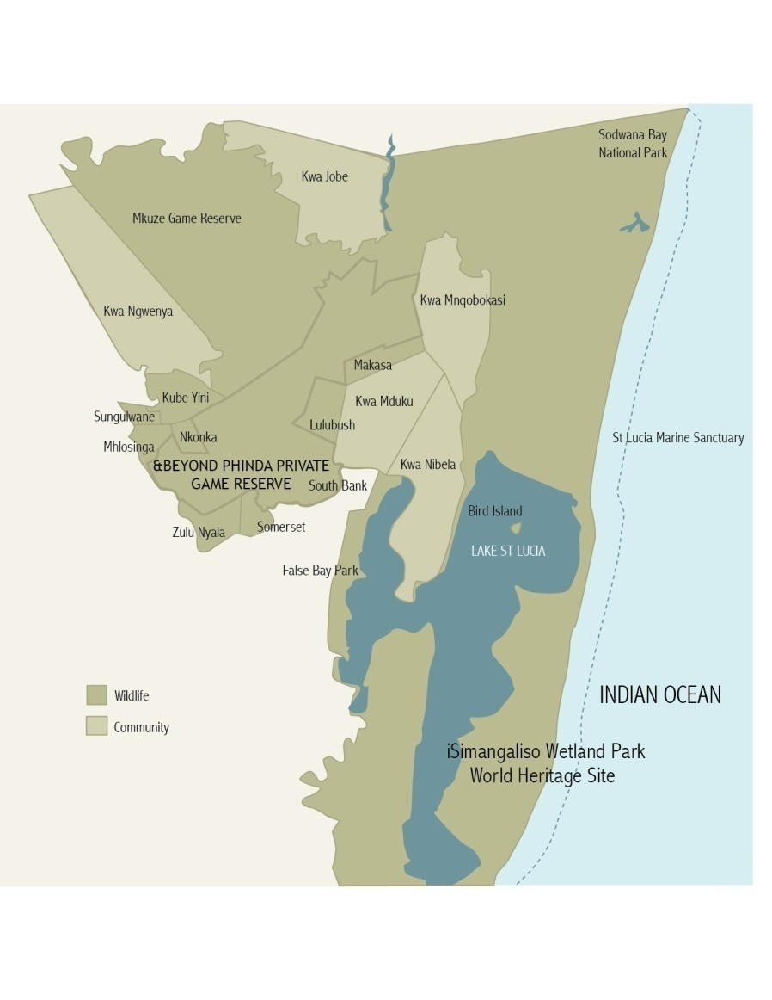 Sodwana Bay
National Park
Kwa Jobe
Mkuze Game Reserve
Kwa Mnqobokasi
Kwa Ngwenya
Makasa
Kube Yini
Kwa Mduku
Sungulwane
Lulubush
Nkonka
St Lucia Marine Sanctuary
Mhlosinga
&BEYOND PHINDA PRIVATE
GAME RESERVE
Kwa Nibela
South Bank
Bird Island
Somerset
Zulu Nyala
LAKE ST LUCIA
False Bay Park
Wildlife
INDIAN OCEAN
Community
iSimangaliso Wetland Park
World Heritage Site